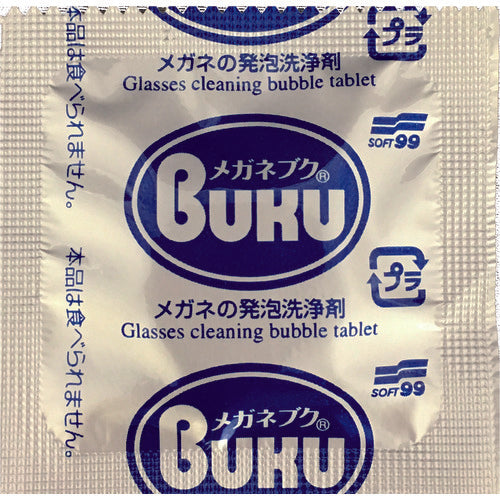 本品は食べられません。
プラ
メガネの発泡洗浄剤
Glasses cleaning bubble tablet
SOFT99
メガネブク®
BUKU
プラ
本品は食べられません。
メガネの発泡洗浄剤
Glasses cleaning bubble tablet
SOFT99
メガネブク®
BUKU